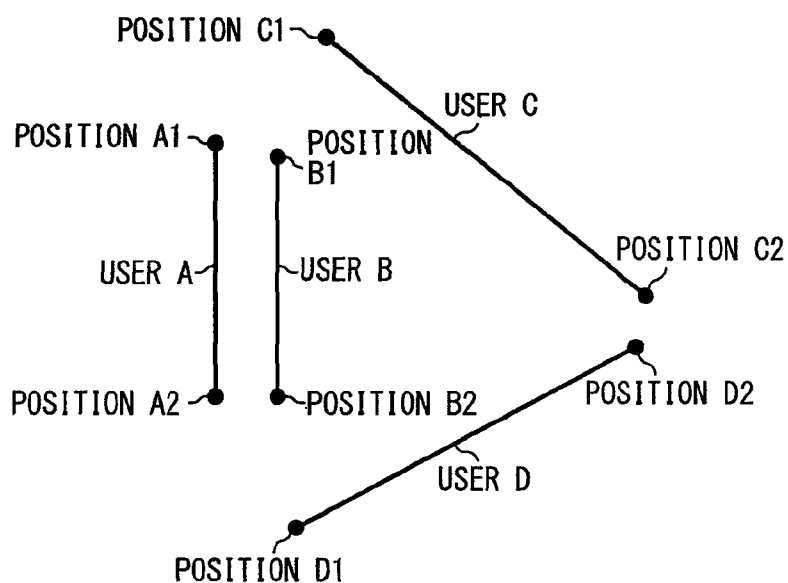 POSITION C1
USER C
POSITION A1
POSITION
B1
POSITION C2
USER A
USER B
POSITION A2
POSITION B2
POSITION D2
USER D
POSITION D1